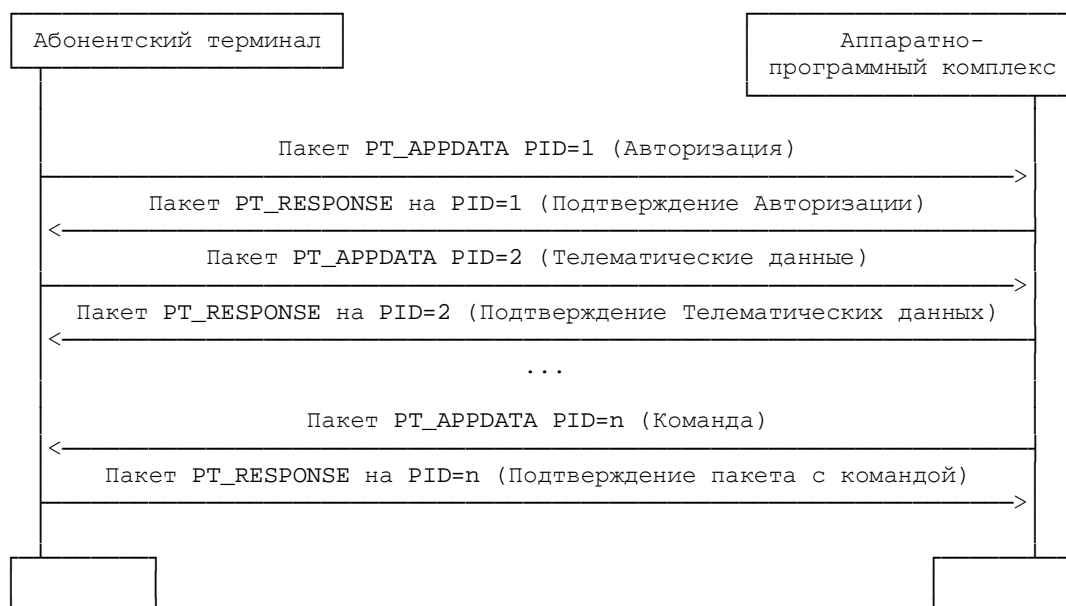 Абонентский терминал
Аппаратно-
программный комплекс
Пакет PT_APPDATA PID=1 (Авторизация)
Пакет PT_RESPONSE на PID=1 (Подтверждение Авторизации)
Пакет PT_APPDATA PID=2 (Телематические данные)
Пакет PT_RESPONSE на PID=2 (Подтверждение Телематических данных)
...
Пакет PT_APPDATA PID=n (Команда)
Пакет PT_RESPONSE на PID=n (Подтверждение пакета с командой)